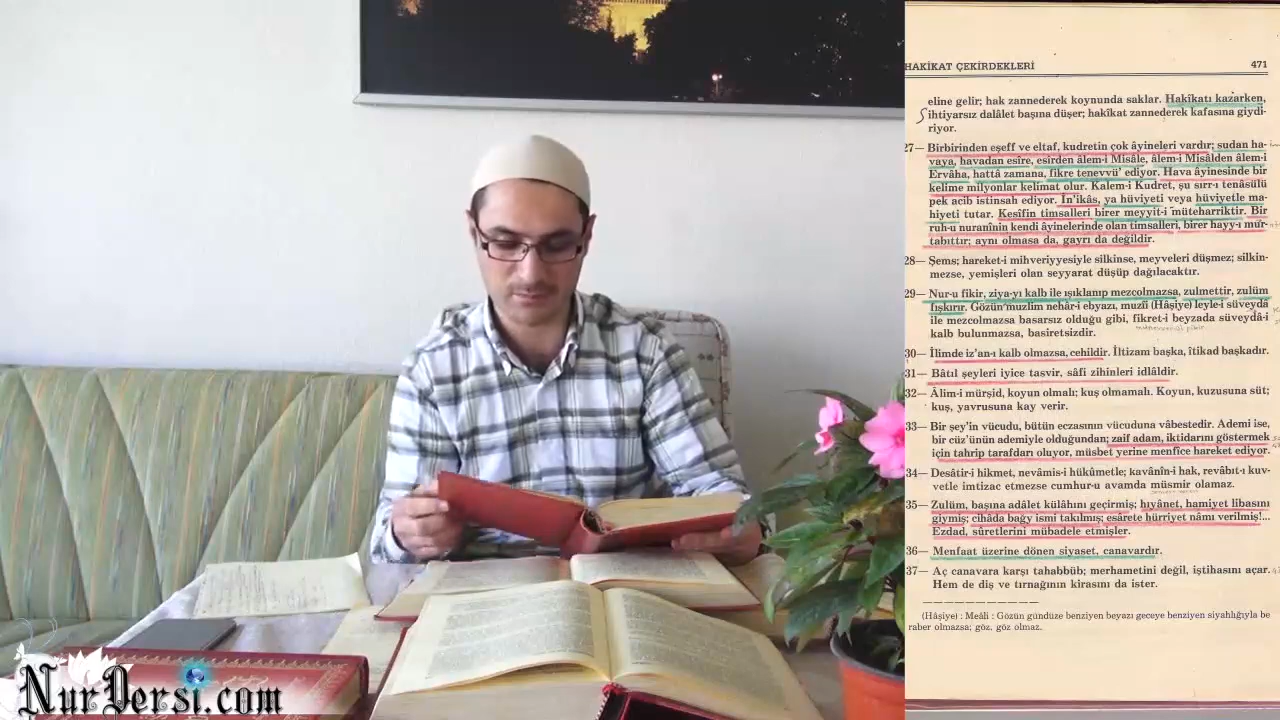 HAKİKAT ÇEKİRDEKLERİ 471
eline gelir; hak zannederek koynunda saklar. Hakîkatı kazarken,
ihtiyarsız dalâlet başına düşer; hakîkat zannederek kafasına giydi-
riyor.
27— Birbirinden eşeff ve eltaf, kudretin çok âyineleri vardır; sudan ha-
vaya, havadan esîre, esîrden âlem-i Misâle, âlem-i Misâlden âlem-i
Ervâha, hattâ zamana, fikre tenevvü' ediyor. Hava âyinesinde bir
kelime milyonlar kelimat olur. Kalem-i Kudret, şu sırr-ı tenâsülü
pek acib istinsah ediyor. İn'ikâs, ya hüviyeti veya hüviyetle ma-
hiyeti tutar. Kesîfin timsalleri birer meyyit-i müteharriktir. Bir
ruh-u nuranînin kendi âyinelerinde olan timsalleri, birer hayy-ı mür-
tabıttır; aynı olmasa da, gayrı da değildir.
28— Şems; hareket-i mihveriyyesiyle silkinse, meyveleri düşmez; silkin-
mezse, yemişleri olan seyyarat düşüp dağılacaktır.
29— Nur-u fikir, ziya-yı kalb ile ışıklanıp mezcolmazsa, zulmettir, zulüm
fışkırır. Gözün muzlim nehâr-i ebyazı, muzîi (Hâşiye) leyle-i süveydâ
ile mezcolmazsa basarsız olduğu gibi, fikret-i beyzada süveydâ-i
kalb bulunmazsa, basiretsizdir.
30— İlimde iz'an-ı kalb olmazsa, cehildir. İltizam başka, îtikad başkadır.
31— Bâtıl şeyleri iyice tasvir, sâfi zihinleri idlâldir.
32— Âlim-i mürşid, koyun olmalı; kuş olmamalı. Koyun, kuzusuna süt;
kuş, yavrusuna kay verir.
33— Bir şey'in vücudu, bütün eczasının vücuduna vâbestedir. Ademi ise,
bir cüz'ünün ademiyle olduğundan; zaif adam, iktidarını göstermek
için tahrip tarafdarı oluyor, müsbet yerine menfice hareket ediyor.
34— Desâtir-i hikmet, nevâmis-i hükûmetle; kavânîn-i hak, revâbıt-ı kuv-
vetle imtizac etmezse cumhur-u avamda müsmir olamaz.
35— Zulüm, başına adâlet külâhını geçirmiş; hıyânet, hamiyet libasını
giymiş; cihâda bağy ismi takılmış; esârete hürriyet nâmı verilmiş!...
Ezdad, sûretlerini mübadele etmişler.
36— Menfaat üzerine dönen siyaset, canavardır.
37— Aç canavara karşı tahabbüb; merhametini değil, iştihasını açar.
Hem de diş ve tırnağının kirasını da ister.
(Hâşiye) : Meâli : Gözün gündüze benziyen beyazı geceye benziyen siyahlığıyla be
raber olmazsa; göz, göz olmaz.
NurDersi.com